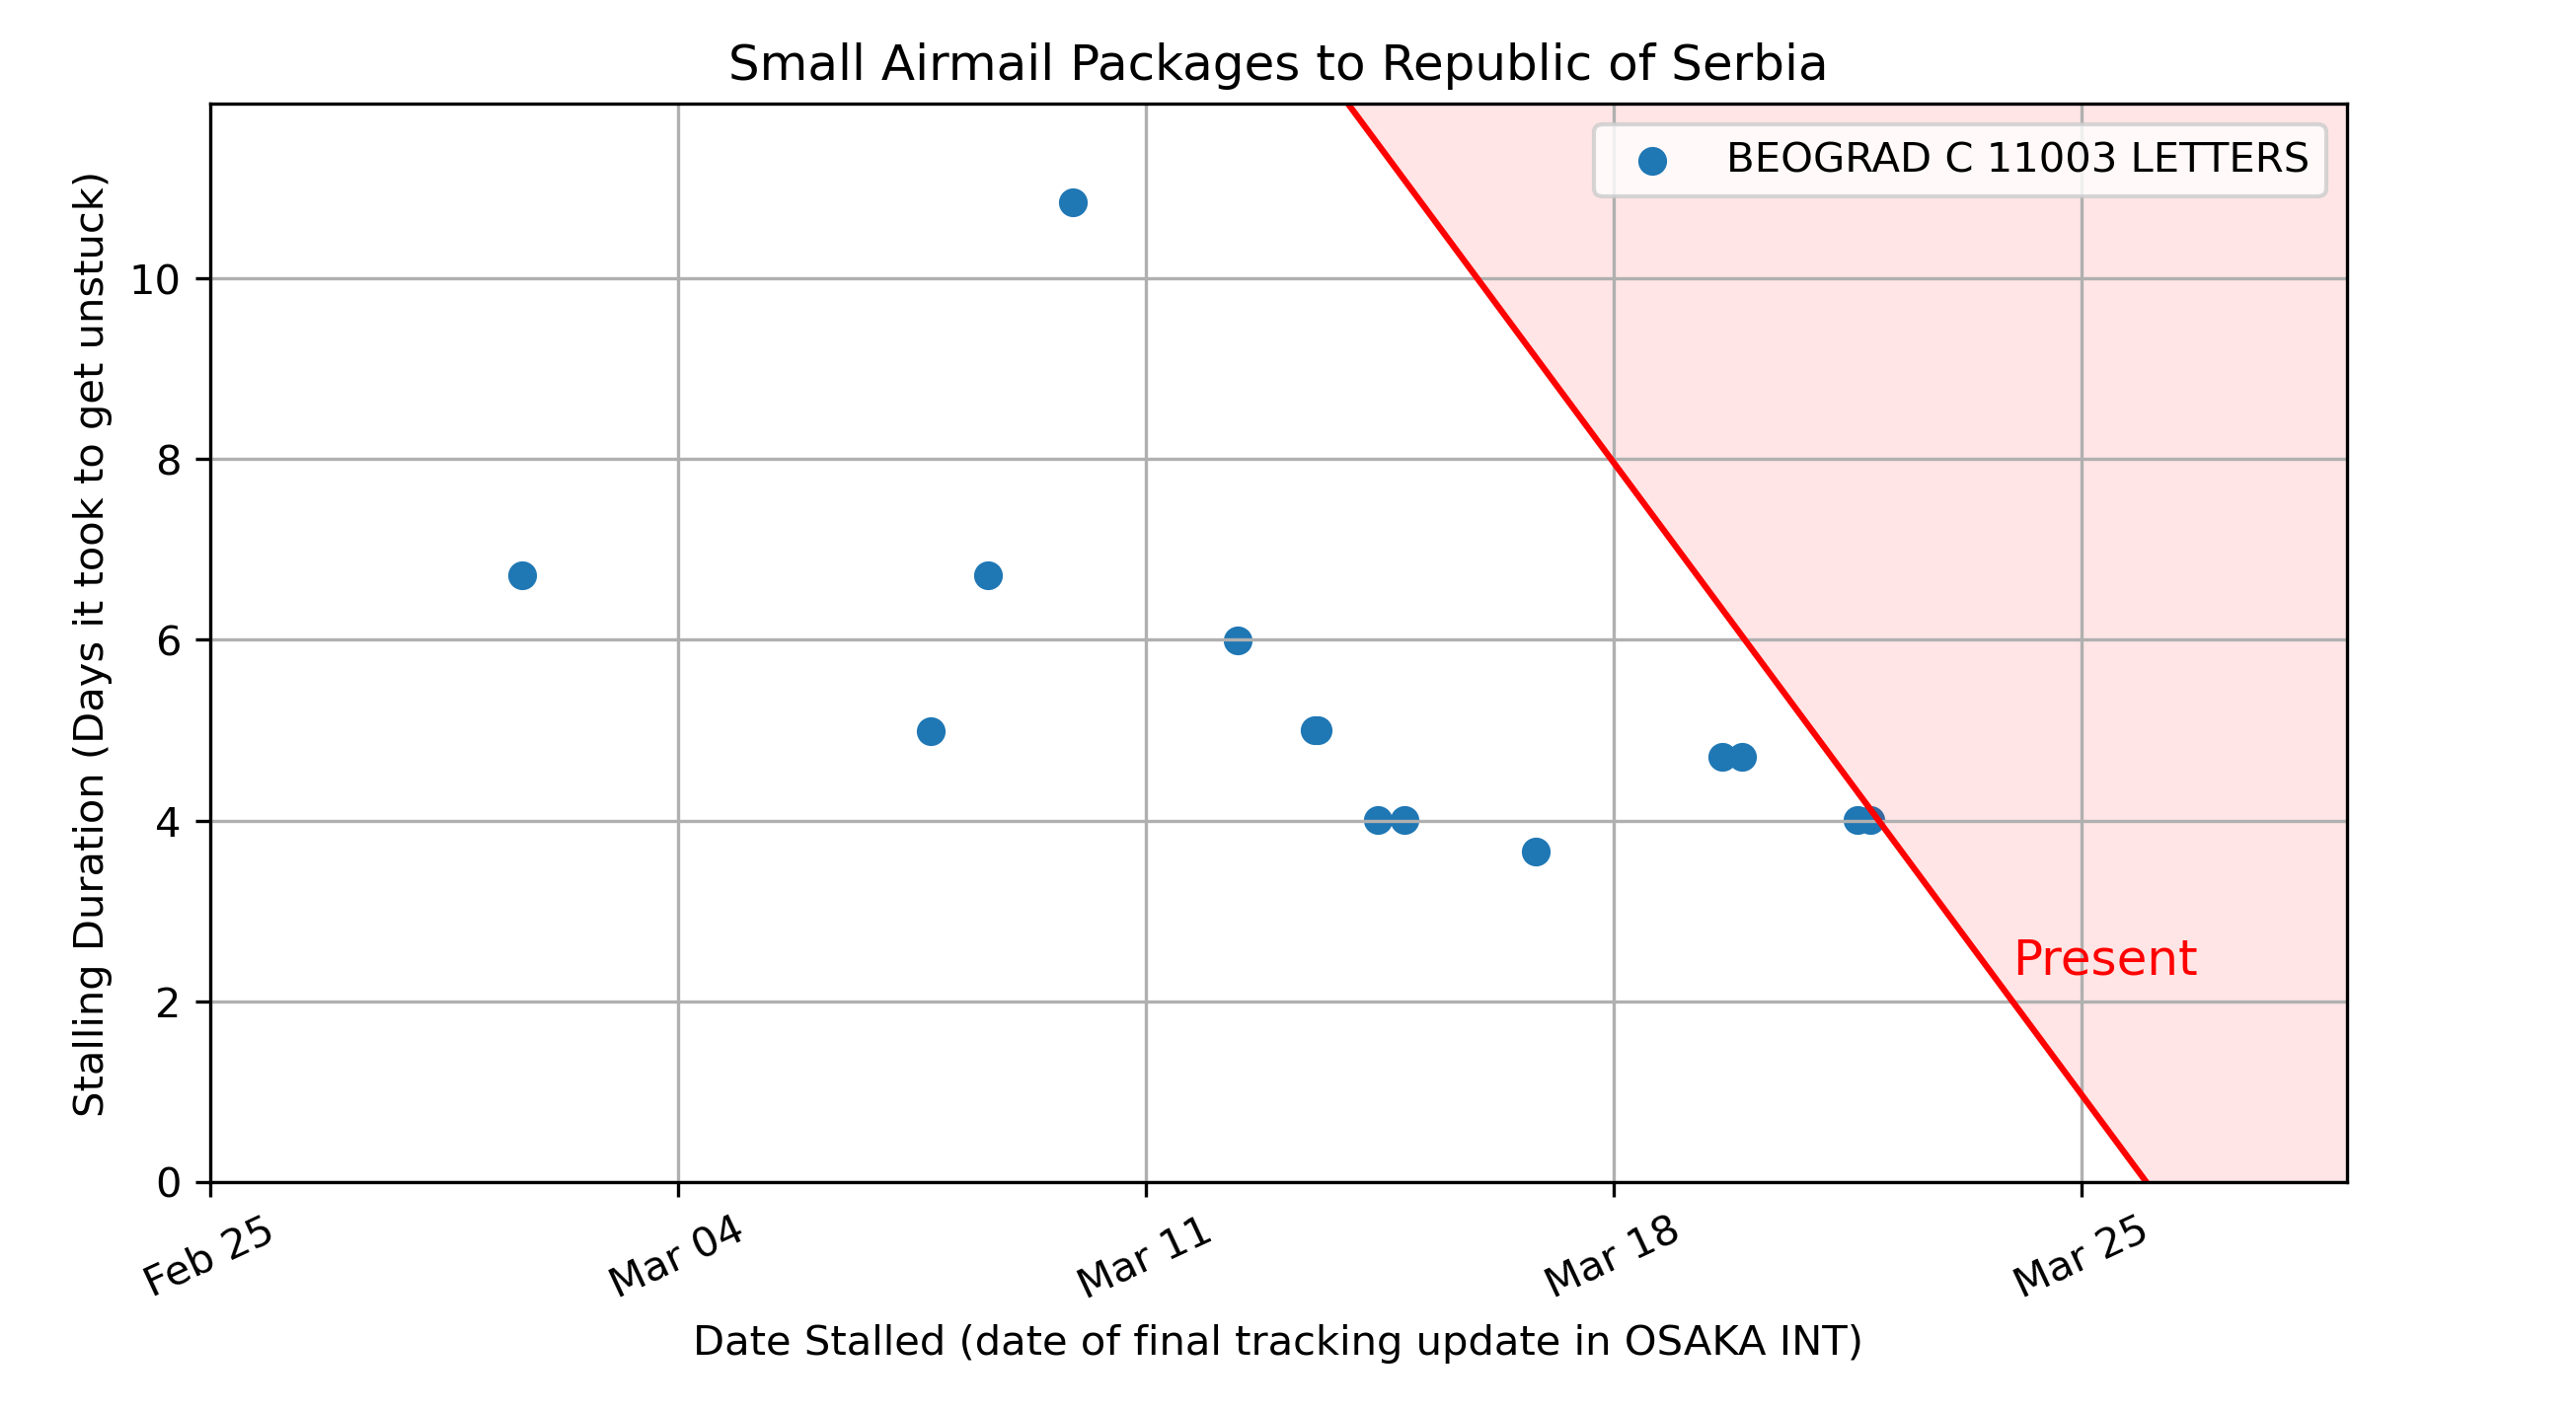 Small Airmail Packages to Republic of Serbia
BEOGRAD C 11003 LETTERS
Stalling Duration (Days it took to get unstuck)
10
8
6
4
2
0
Present
Feb 25
Mar 04
Mar 11
Mar 18
Mar 25
Date Stalled (date of final tracking update in OSAKA INT)